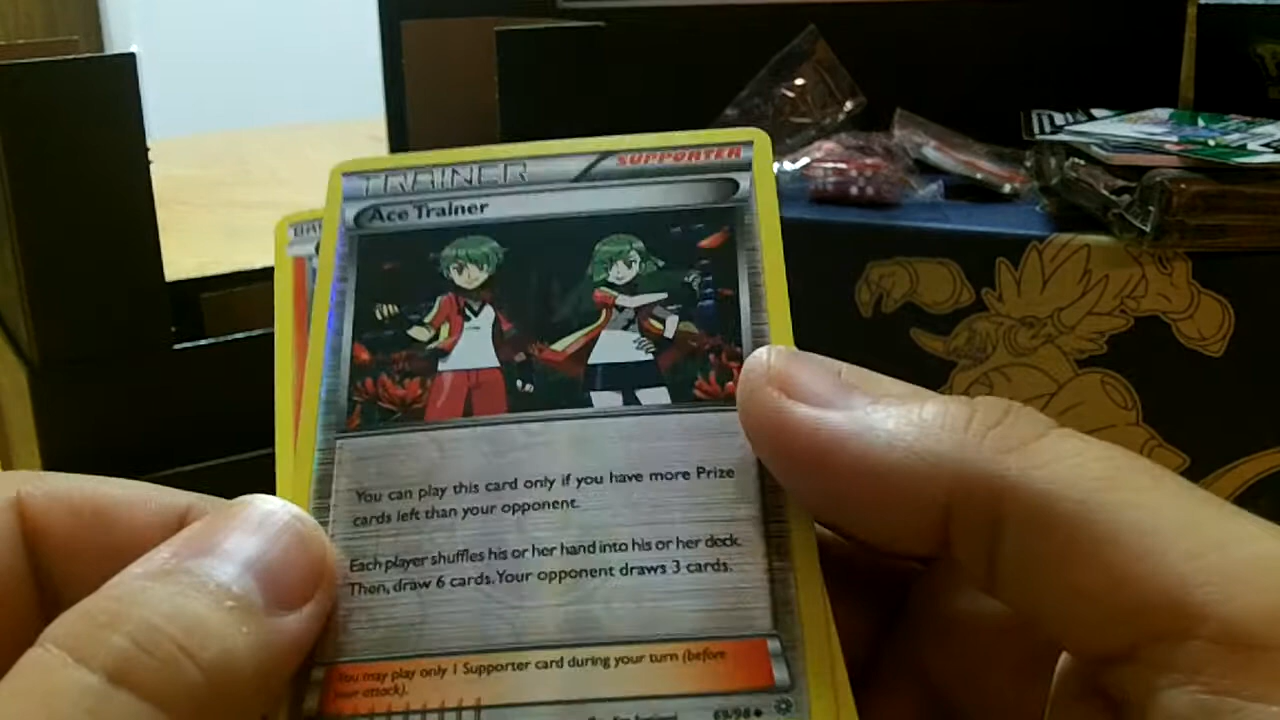 TRAINER
SUPPORTER
Ace Trainer
You can play this card only if you have more Prize
cards left than your opponent.
Each player shuffles his or her hand into his or her deck.
Then, draw 6 cards. Your opponent draws 3 cards.
You may play only 1 Supporter card during your turn (before
your attack).
69/98